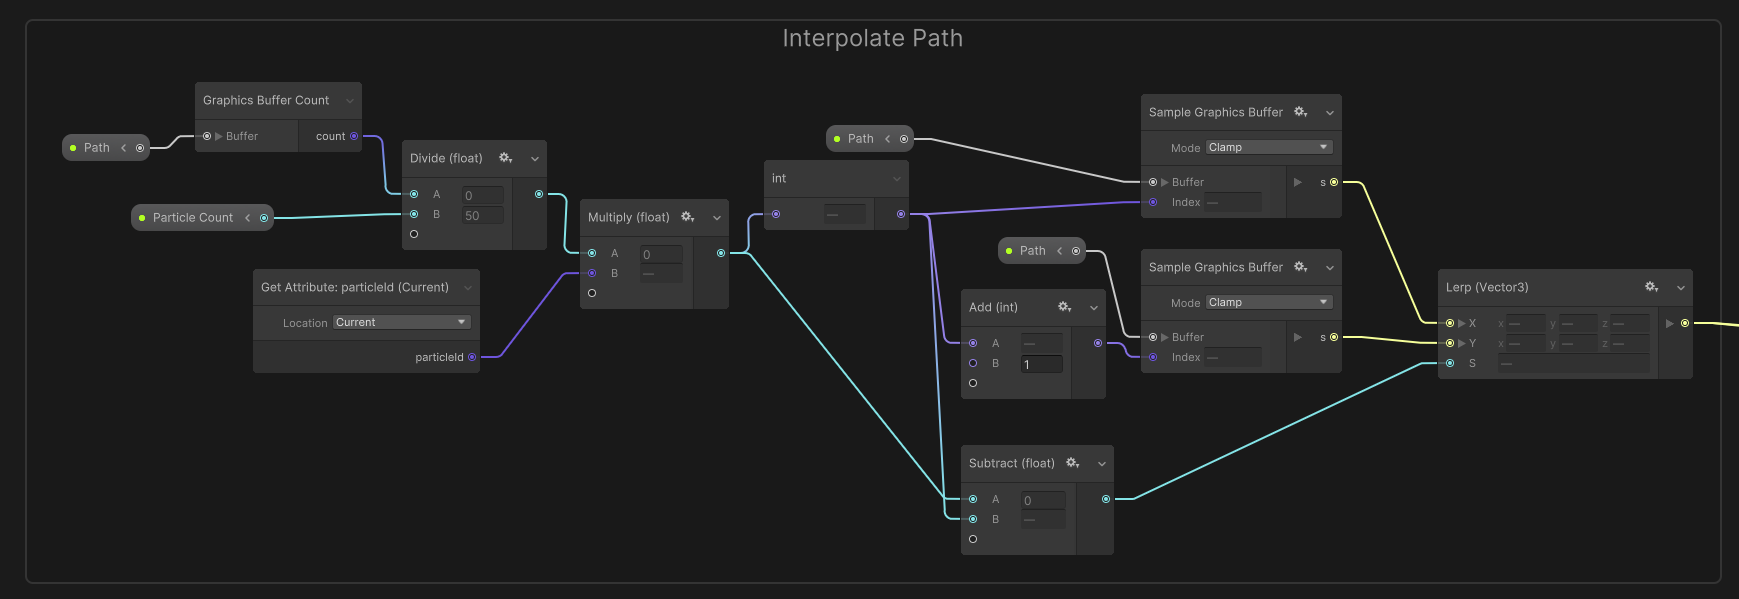 Interpolate Path
Graphics Buffer Count
Buffer
count
Path
Particle Count
Divide (float)
A 0
B 50
Get Attribute: particleId (Current)
Location Current
particleId
Multiply (float)
A 0
B —
int
—
Path
Sample Graphics Buffer
Mode Clamp
Buffer s
Index —
Path
Sample Graphics Buffer
Mode Clamp
Buffer s
Index —
Add (int)
A —
B 1
Subtract (float)
A 0
B —
Lerp (Vector3)
X x — y — z —
Y x — y — z —
S —